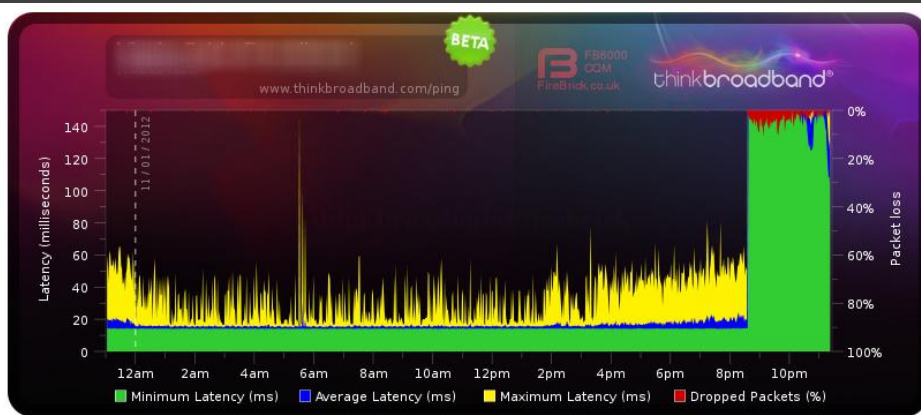 BETA
FB6000
CQM
FireBrick.co.uk
thinkbroadband®
www.thinkbroadband.com/ping
Latency (milliseconds)
140
120
100
80
60
40
20
0
11/01/2012
0%
20%
40%
60%
80%
100%
Packet loss
12am 2am 4am 6am 8am 10am 12pm 2pm 4pm 6pm 8pm 10pm
Minimum Latency (ms) Average Latency (ms) Maximum Latency (ms) Dropped Packets (%)